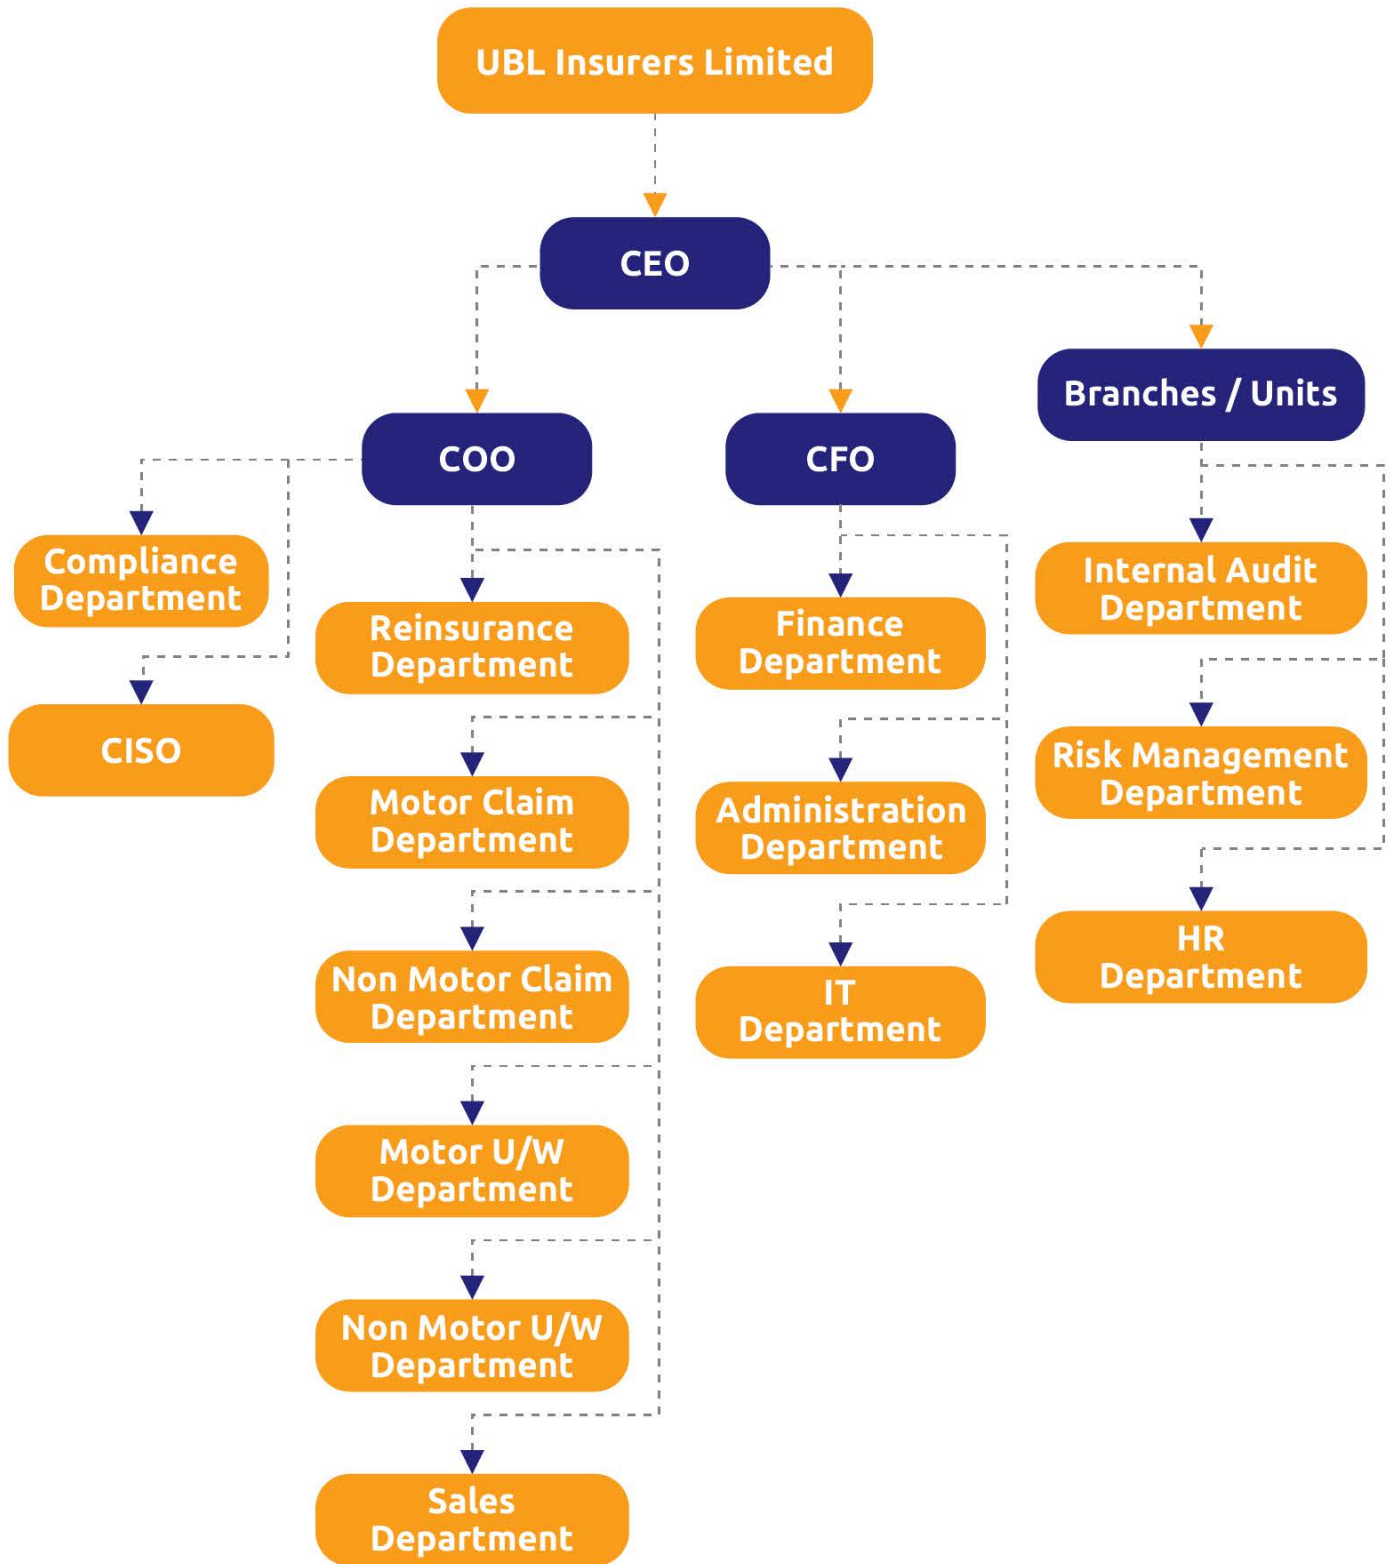 UBL Insurers Limited
CEO
Branches / Units
COO
CFO
Compliance
Department
CISO
Reinsurance
Department
Motor Claim
Department
Non Motor Claim
Department
Motor U/W
Department
Non Motor U/W
Department
Sales
Department
Finance
Department
Administration
Department
IT
Department
Internal Audit
Department
Risk Management
Department
HR
Department